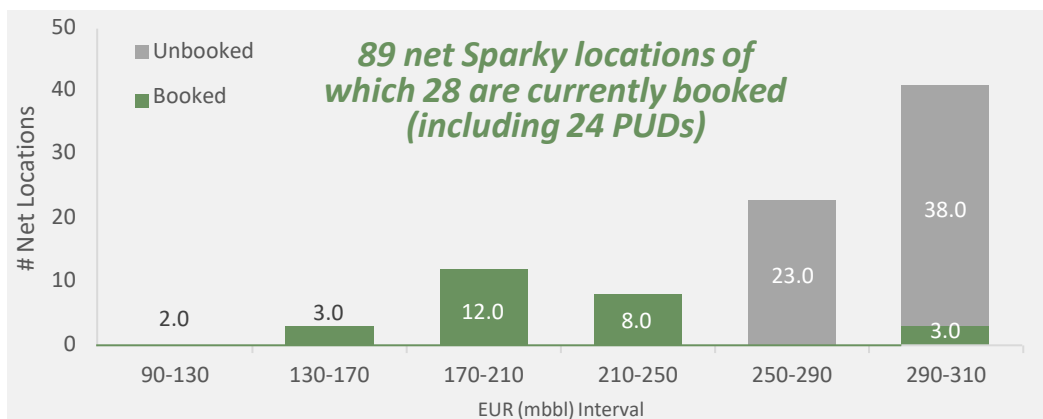 50
40
30
20
10
0
# Net Locations
Unbooked
Booked
89 net Sparky locations of
which 28 are currently booked
(including 24 PUDs)
2.0
3.0
12.0
8.0
23.0
38.0
3.0
90-130
130-170
170-210
210-250
250-290
290-310
EUR (mbbl) Interval